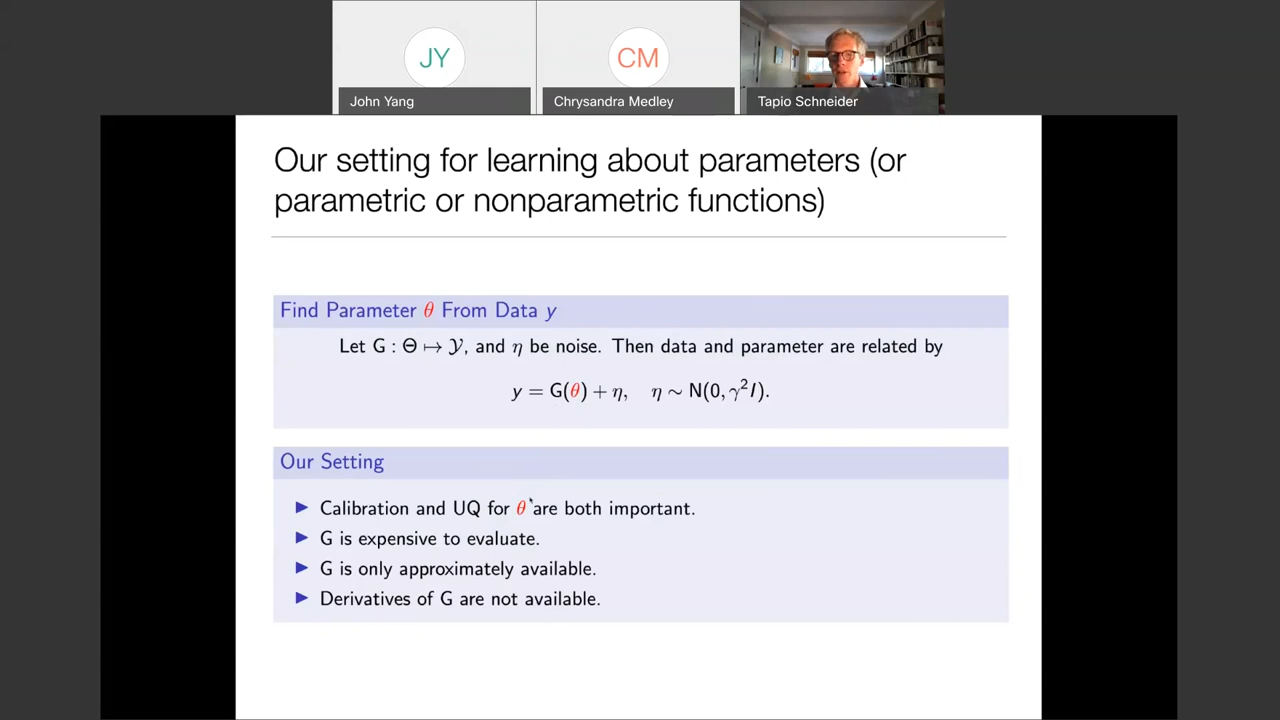 JY
CM
John Yang
Chrysandra Medley
Tapio Schneider
Our setting for learning about parameters (or
parametric or nonparametric functions)
Find Parameter θ From Data y
Let G : Θ ↦ 𝒴, and η be noise. Then data and parameter are related by
y = G(θ) + η, η ∼ N(0, γ²I).
Our Setting
▶ Calibration and UQ for θ are both important.
▶ G is expensive to evaluate.
▶ G is only approximately available.
▶ Derivatives of G are not available.